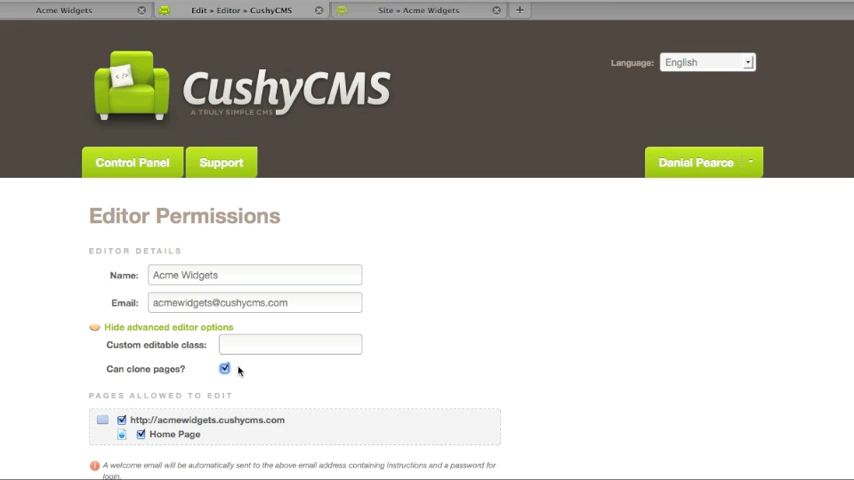 Acme Widgets
Edit » Editor » CushyCMS
Site » Acme Widgets
Language: English
</>
CushyCMS
A TRULY SIMPLE CMS
Control Panel
Support
Danial Pearce
Editor Permissions
EDITOR DETAILS
Name: Acme Widgets
Email: acmewidgets@cushycms.com
Hide advanced editor options
Custom editable class:
Can clone pages?
PAGES ALLOWED TO EDIT
http://acmewidgets.cushycms.com
Home Page
A welcome email will be automatically sent to the above email address containing instructions and a password for
login.